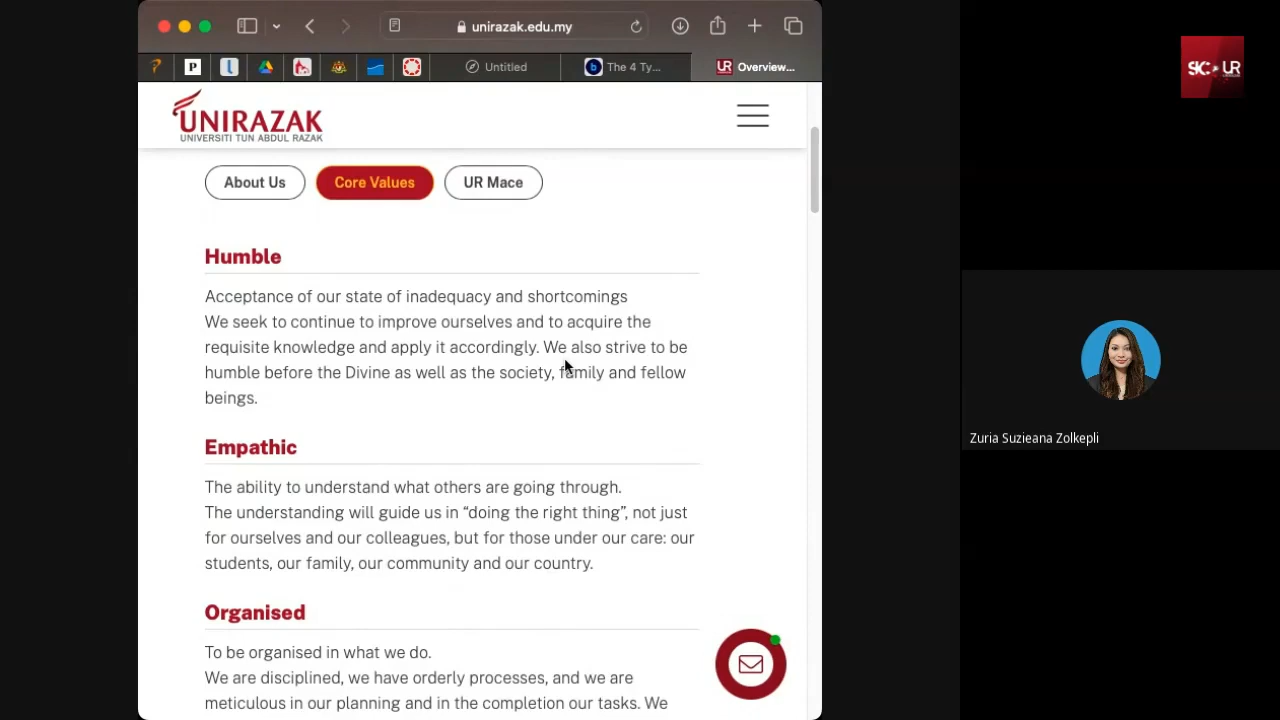 unirazak.edu.my
P
Untitled
b
The 4 Ty...
UR
Overview...
UNIRAZAK
UNIVERSITI TUN ABDUL RAZAK
About Us
Core Values
UR Mace
Humble
Acceptance of our state of inadequacy and shortcomings
We seek to continue to improve ourselves and to acquire the
requisite knowledge and apply it accordingly. We also strive to be
humble before the Divine as well as the society, family and fellow
beings.
Empathic
The ability to understand what others are going through.
The understanding will guide us in “doing the right thing”, not just
for ourselves and our colleagues, but for those under our care: our
students, our family, our community and our country.
Organised
To be organised in what we do.
We are disciplined, we have orderly processes, and we are
meticulous in our planning and in the completion our tasks. We
UR
Zuria Suzieana Zolkepli